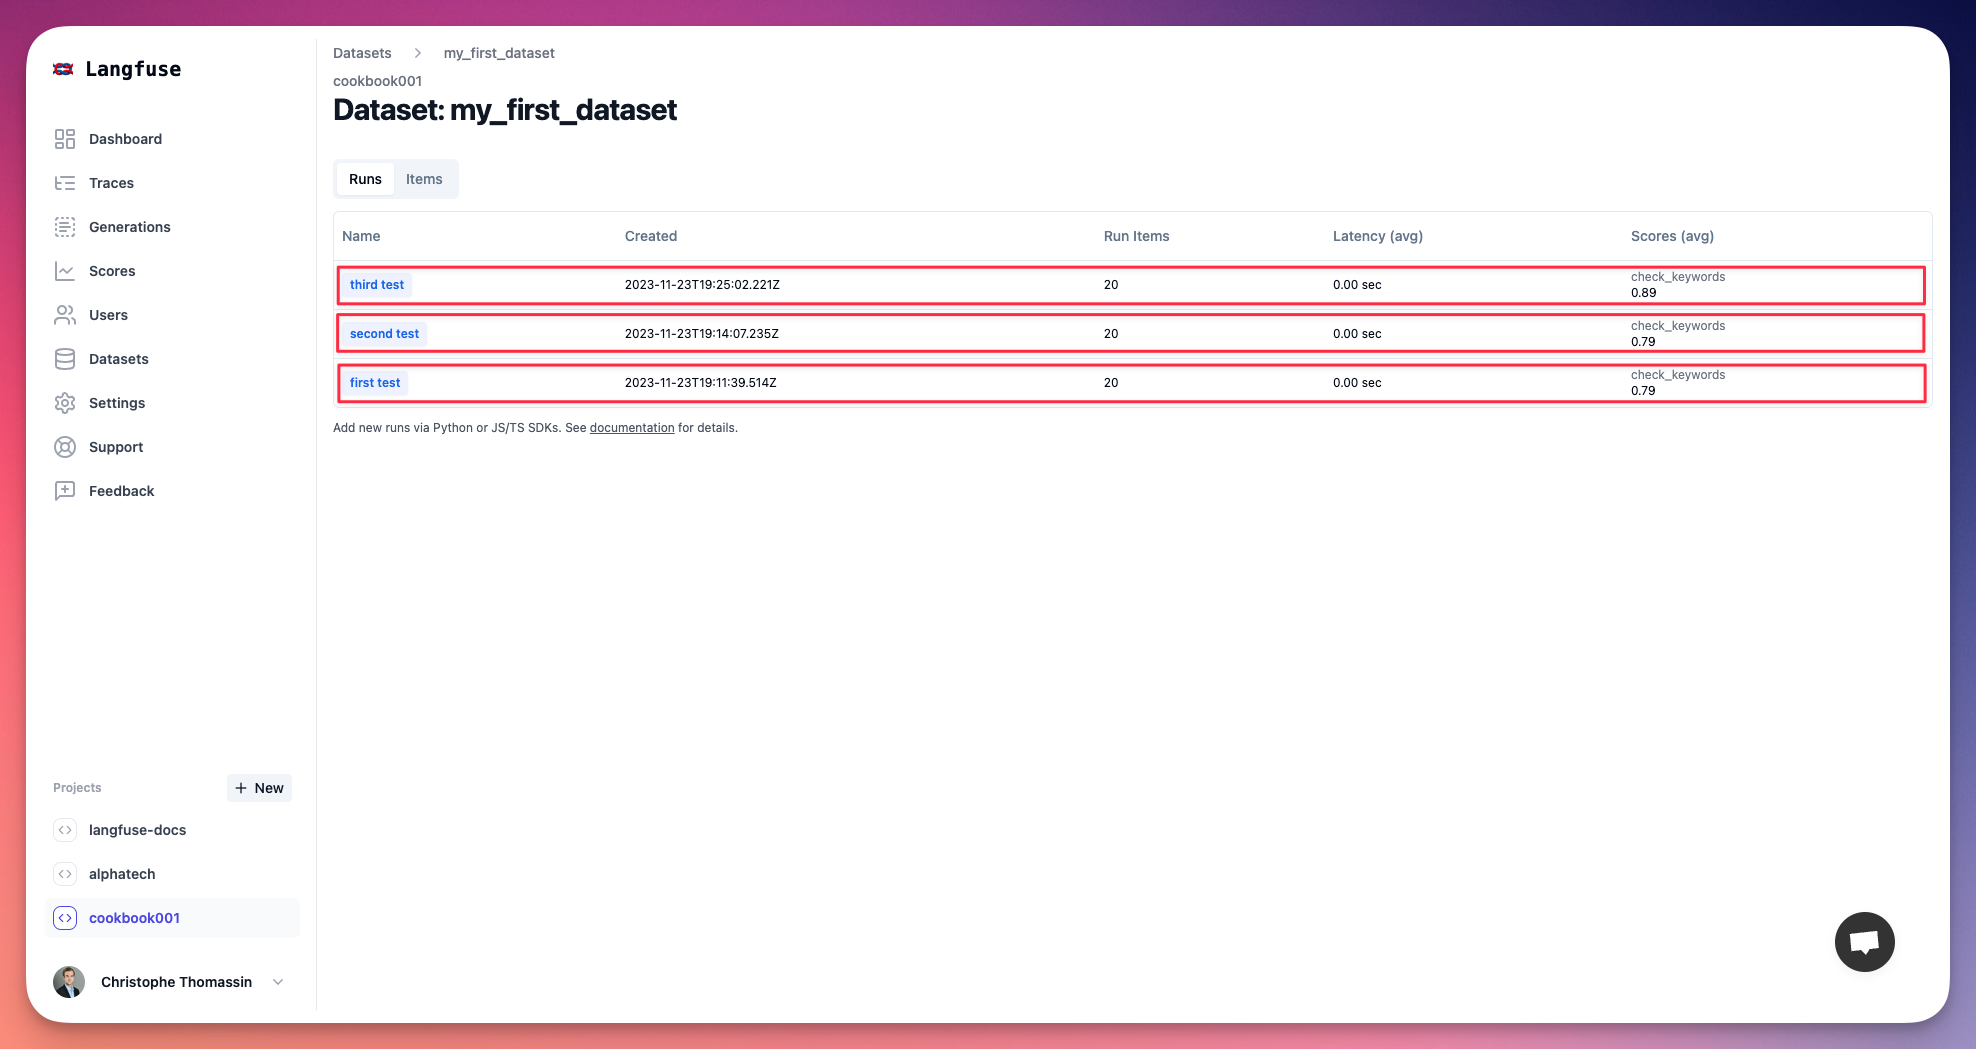 Langfuse
Dashboard
Traces
Generations
Scores
Users
Datasets
Settings
Support
Feedback
Projects
+ New
langfuse-docs
alphatech
cookbook001
Christophe Thomassin
Datasets > my_first_dataset
cookbook001
Dataset: my_first_dataset
Runs Items
Name Created Run Items Latency (avg) Scores (avg)
third test 2023-11-23T19:25:02.221Z 20 0.00 sec check_keywords
0.89
second test 2023-11-23T19:14:07.235Z 20 0.00 sec check_keywords
0.79
first test 2023-11-23T19:11:39.514Z 20 0.00 sec check_keywords
0.79
Add new runs via Python or JS/TS SDKs. See documentation for details.